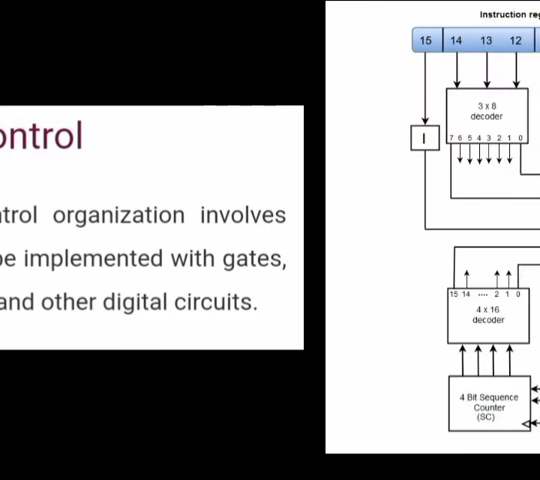 ontrol
ntrol organization involves
be implemented with gates,
and other digital circuits.
Instruction reg
15 14 13 12
3 x 8
decoder
7 6 5 4 3 2 1 0
I
15 14 .... 2 1 0
4 x 16
decoder
4 Bit Sequence
Counter
(SC)